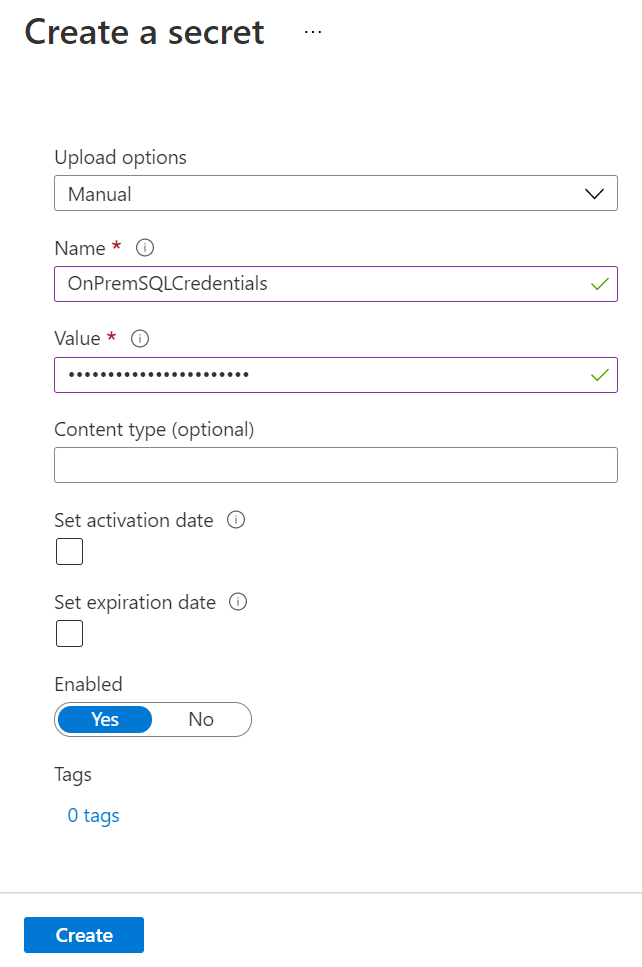 Create a secret ...
Upload options
Manual
Name *
OnPremSQLCredentials
Value *
•••••••••••••••••••••••
Content type (optional)
Set activation date
Set expiration date
Enabled
Yes No
Tags
0 tags
Create